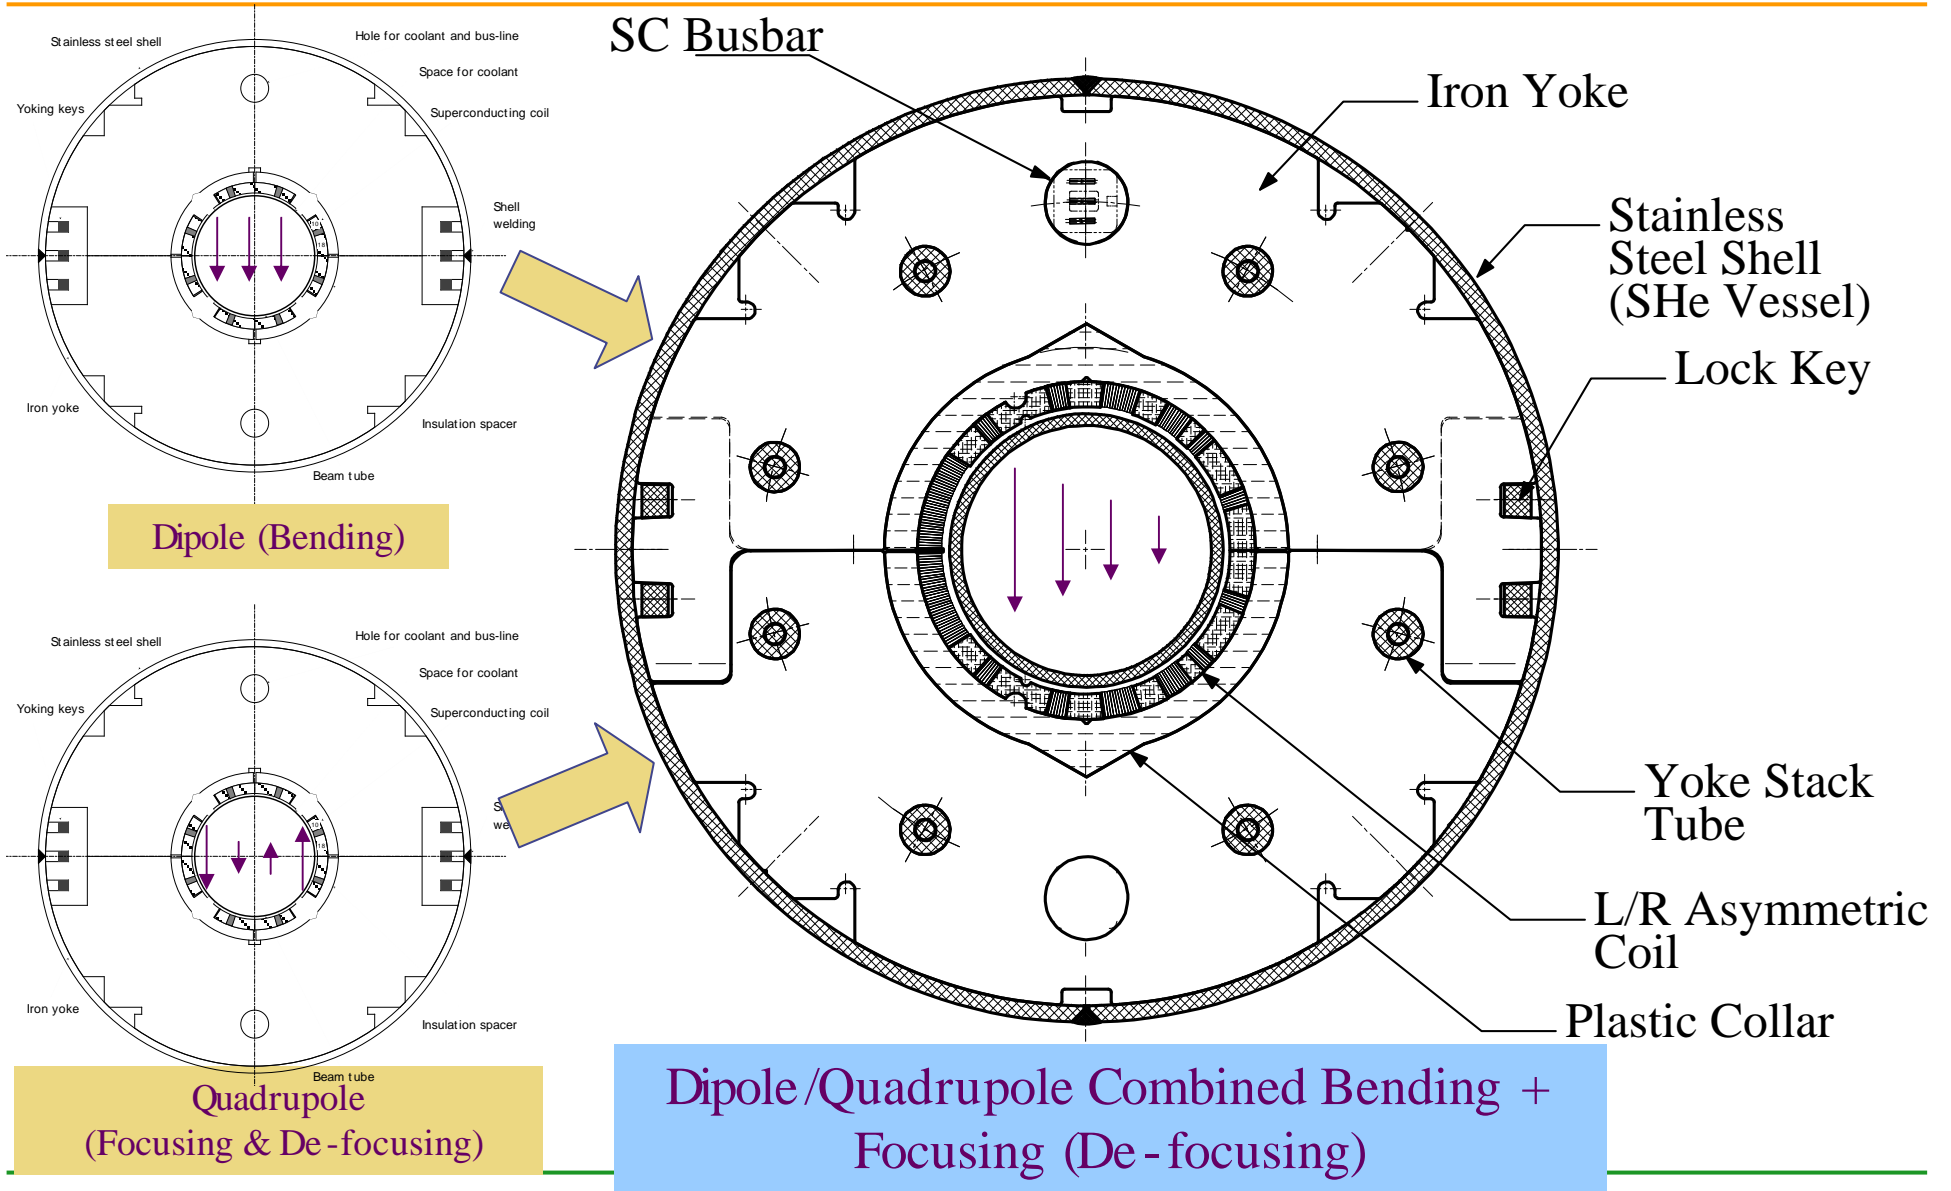 Stainless steel shell
Hole for coolant and bus-line
Space for coolant
Yoking keys
Superconducting coil
Shell
welding
10
18
Iron yoke
Insulation spacer
Beam tube
Dipole (Bending)
Stainless steel shell
Hole for coolant and bus-line
Space for coolant
Yoking keys
Superconducting coil
10
18
Iron yoke
Insulation spacer
Beam tube
Quadrupole
(Focusing & De-focusing)
SC Busbar
Iron Yoke
Stainless
Steel Shell
(SHe Vessel)
Lock Key
Yoke Stack
Tube
L/R Asymmetric
Coil
Plastic Collar
Dipole/Quadrupole Combined Bending +
Focusing (De-focusing)